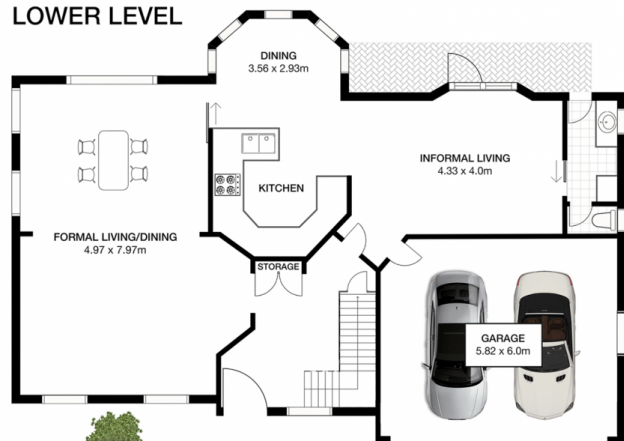 LOWER LEVEL
DINING
3.56 x 2.93m
INFORMAL LIVING
4.33 x 4.0m
KITCHEN
FORMAL LIVING/DINING
4.97 x 7.97m
STORAGE
GARAGE
5.82 x 6.0m